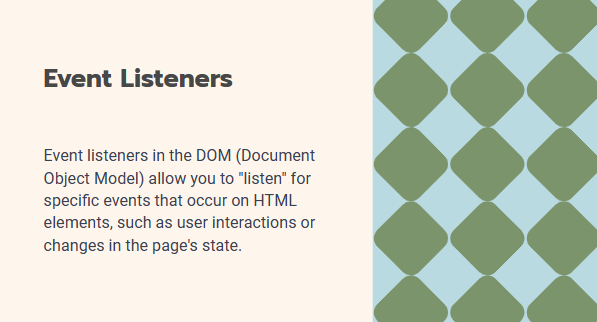 Event Listeners
Event listeners in the DOM (Document
Object Model) allow you to "listen" for
specific events that occur on HTML
elements, such as user interactions or
changes in the page's state.